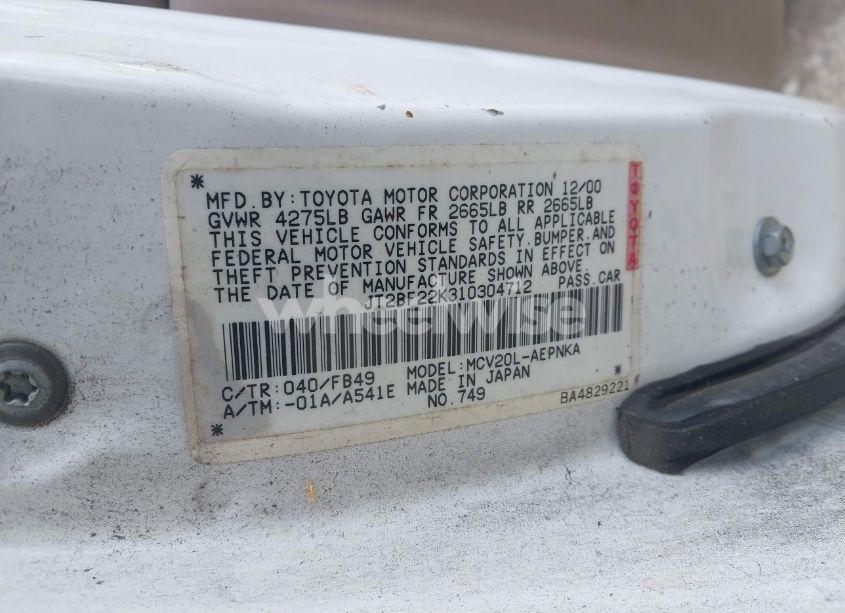 *
MFD.BY:TOYOTA MOTOR CORPORATION 12/00
GVWR 4275LB GAWR FR 2665LB RR 2665LB
THIS VEHICLE CONFORMS TO ALL APPLICABLE
FEDERAL MOTOR VEHICLE SAFETY.BUMPER.AND
THEFT PREVENTION STANDARDS IN EFFECT ON
THE DATE OF MANUFACTURE SHOWN ABOVE.
JT2BF22K310304712 PASS.CAR
TOYOTA
wheelwise
C/TR:040/FB49 MODEL:MCV20L-AEPNKA *
A/TM:-01A/A541E MADE IN JAPAN
* NO.749 BA4829221